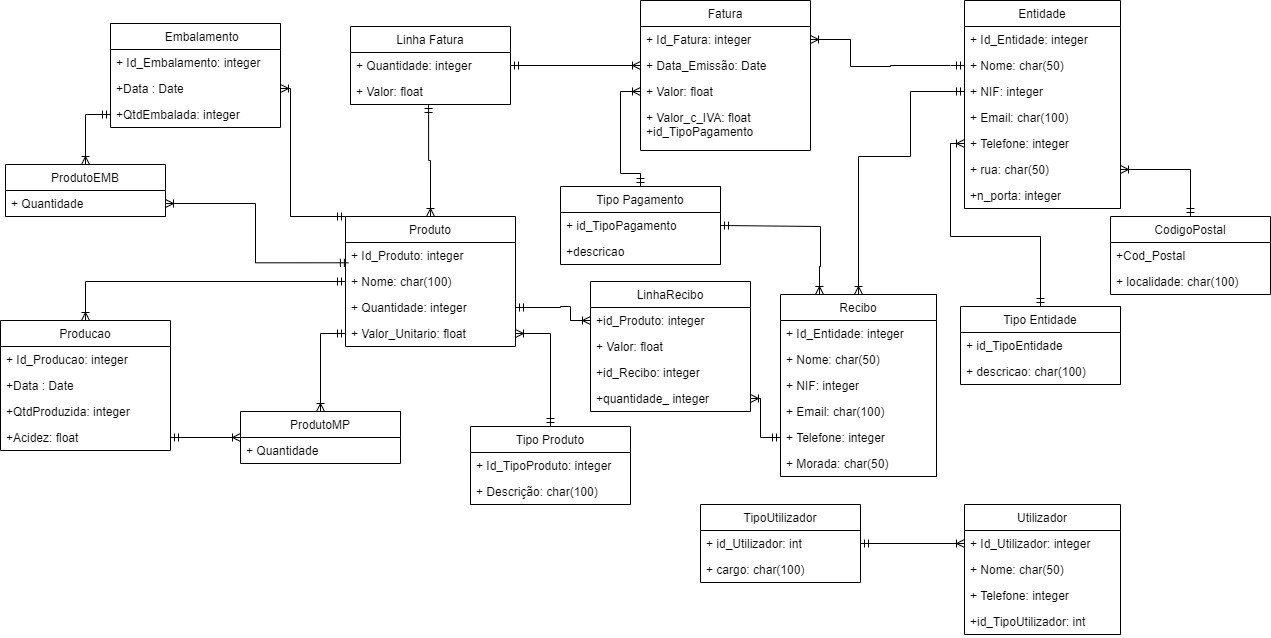 Embalamento
+ Id_Embalamento: integer
+Data : Date
+QtdEmbalada: integer
Linha Fatura
+ Quantidade: integer
+ Valor: float
Fatura
+ Id_Fatura: integer
+ Data_Emissão: Date
+ Valor: float
+ Valor_c_IVA: float
+id_TipoPagamento
Entidade
+ Id_Entidade: integer
+ Nome: char(50)
+ NIF: integer
+ Email: char(100)
+ Telefone: integer
+ rua: char(50)
+n_porta: integer
ProdutoEMB
+ Quantidade
Produto
+ Id_Produto: integer
+ Nome: char(100)
+ Quantidade: integer
+ Valor_Unitario: float
Tipo Pagamento
+ id_TipoPagamento
+descricao
CodigoPostal
+Cod_Postal
+ localidade: char(100)
Producao
+ Id_Producao: integer
+Data : Date
+QtdProduzida: integer
+Acidez: float
ProdutoMP
+ Quantidade
Tipo Produto
+ Id_TipoProduto: integer
+ Descrição: char(100)
LinhaRecibo
+id_Produto: integer
+ Valor: float
+id_Recibo: integer
+quantidade_ integer
Recibo
+ Id_Entidade: integer
+ Nome: char(50)
+ NIF: integer
+ Email: char(100)
+ Telefone: integer
+ Morada: char(50)
Tipo Entidade
+ id_TipoEntidade
+ descricao: char(100)
TipoUtilizador
+ id_Utilizador: int
+ cargo: char(100)
Utilizador
+ Id_Utilizador: integer
+ Nome: char(50)
+ Telefone: integer
+id_TipoUtilizador: int